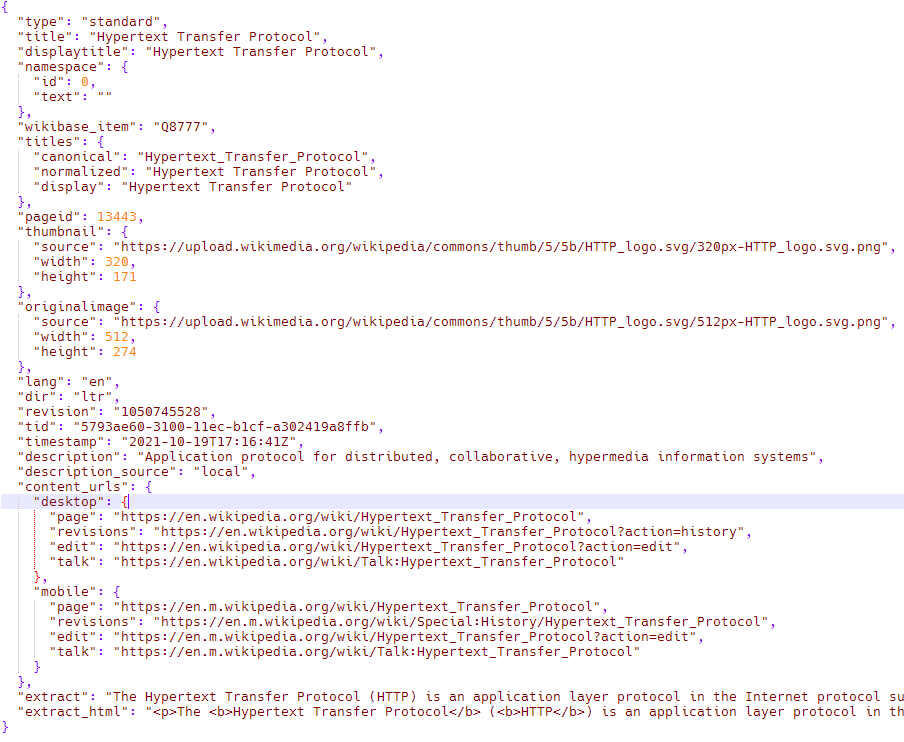 {
  "type": "standard",
  "title": "Hypertext Transfer Protocol",
  "displaytitle": "Hypertext Transfer Protocol",
  "namespace": {
    "id": 0,
    "text": ""
  },
  "wikibase_item": "Q8777",
  "titles": {
    "canonical": "Hypertext_Transfer_Protocol",
    "normalized": "Hypertext Transfer Protocol",
    "display": "Hypertext Transfer Protocol"
  },
  "pageid": 13443,
  "thumbnail": {
    "source": "https://upload.wikimedia.org/wikipedia/commons/thumb/5/5b/HTTP_logo.svg/320px-HTTP_logo.svg.png",
    "width": 320,
    "height": 171
  },
  "originalimage": {
    "source": "https://upload.wikimedia.org/wikipedia/commons/thumb/5/5b/HTTP_logo.svg/512px-HTTP_logo.svg.png",
    "width": 512,
    "height": 274
  },
  "lang": "en",
  "dir": "ltr",
  "revision": "1050745528",
  "tid": "5793ae60-3100-11ec-b1cf-a302419a8ffb",
  "timestamp": "2021-10-19T17:16:41Z",
  "description": "Application protocol for distributed, collaborative, hypermedia information systems",
  "description_source": "local",
  "content_urls": {
    "desktop": {
      "page": "https://en.wikipedia.org/wiki/Hypertext_Transfer_Protocol",
      "revisions": "https://en.wikipedia.org/wiki/Hypertext_Transfer_Protocol?action=history",
      "edit": "https://en.wikipedia.org/wiki/Hypertext_Transfer_Protocol?action=edit",
      "talk": "https://en.wikipedia.org/wiki/Talk:Hypertext_Transfer_Protocol"
    },
    "mobile": {
      "page": "https://en.m.wikipedia.org/wiki/Hypertext_Transfer_Protocol",
      "revisions": "https://en.m.wikipedia.org/wiki/Special:History/Hypertext_Transfer_Protocol",
      "edit": "https://en.m.wikipedia.org/wiki/Hypertext_Transfer_Protocol?action=edit",
      "talk": "https://en.m.wikipedia.org/wiki/Talk:Hypertext_Transfer_Protocol"
    }
  },
  "extract": "The Hypertext Transfer Protocol (HTTP) is an application layer protocol in the Internet protocol su
  "extract_html": "<p>The <b>Hypertext Transfer Protocol</b> (<b>HTTP</b>) is an application layer protocol in th
}